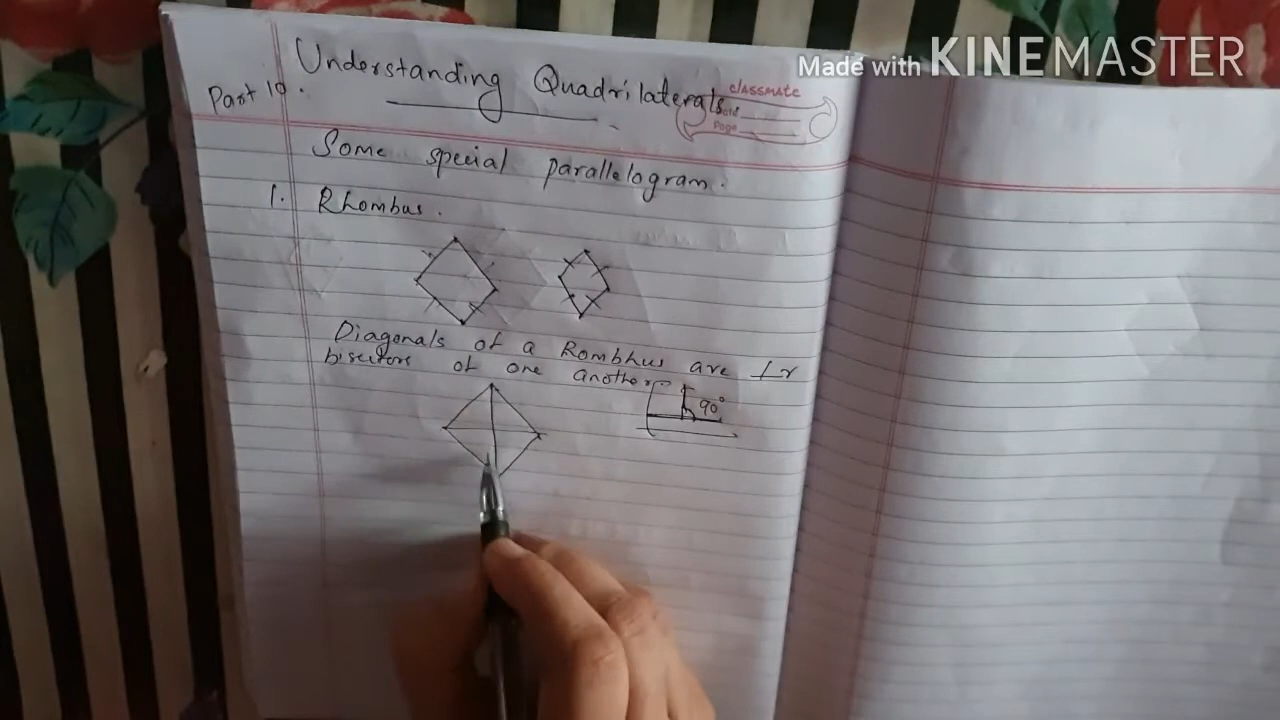 Made with KINEMASTER
Understanding Quadrilaterals
Part 10.
classmate
Page
Some special parallelogram.
1. Rhombus.
Diagonals of a Rombhus are ⊥r
bisectors of one another
90°